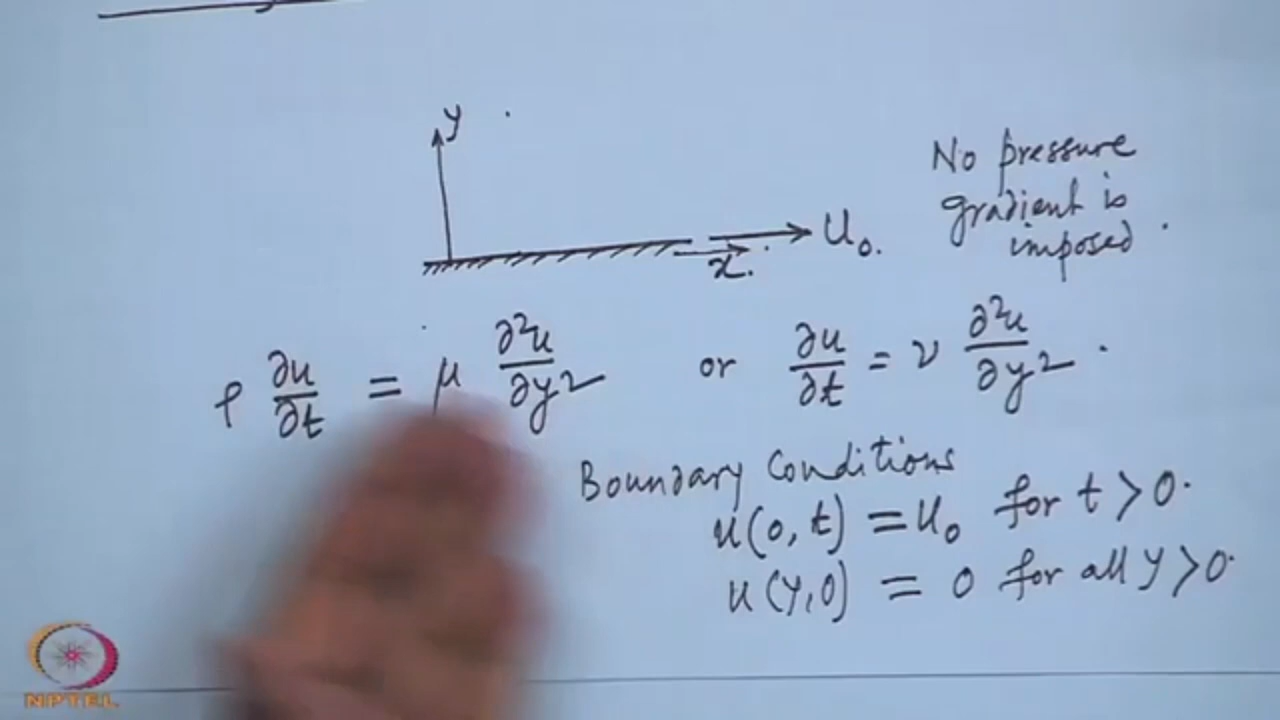 y
No pressure
gradient is
imposed.
U₀.
x.
ρ ∂u/∂t = μ ∂²u/∂y² or ∂u/∂t = ν ∂²u/∂y².
Boundary Conditions
u(0, t) = U₀ for t > 0.
u(y, 0) = 0 for all y > 0.
NPTEL